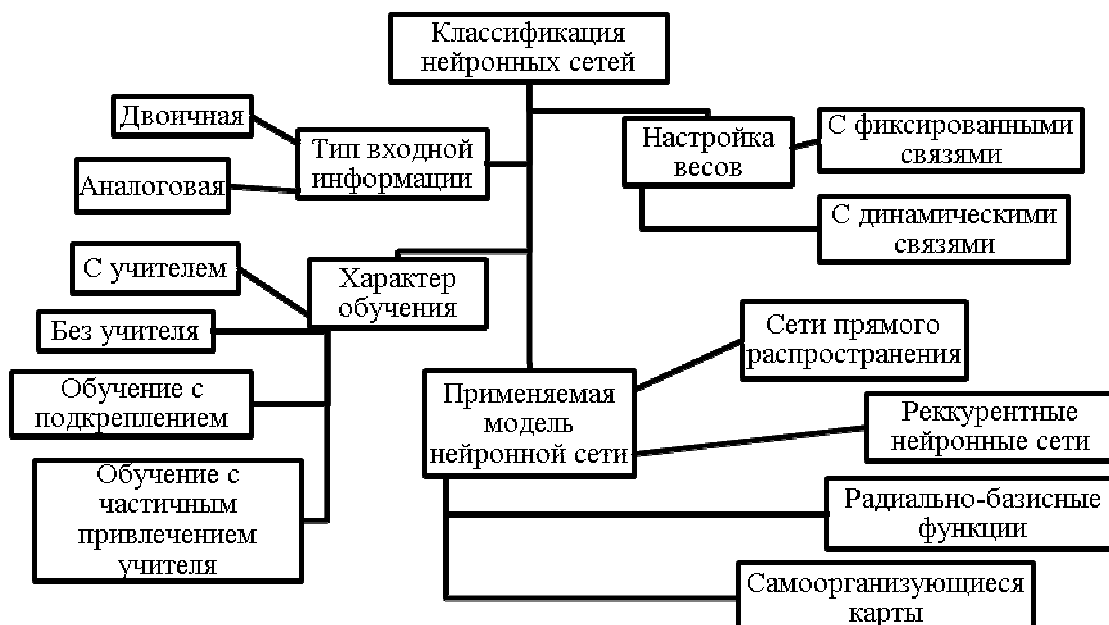 Классификация
нейронных сетей
Двоичная
Аналоговая
Тип входной
информации
Настройка
весов
С фиксированными
связями
С динамическими
связями
С учителем
Без учителя
Обучение с
подкреплением
Обучение с
частичным
привлечением
учителя
Характер
обучения
Применяемая
модель
нейронной сети
Сети прямого
распространения
Реккурентные
нейронные сети
Радиально-базисные
функции
Самоорганизующиеся
карты